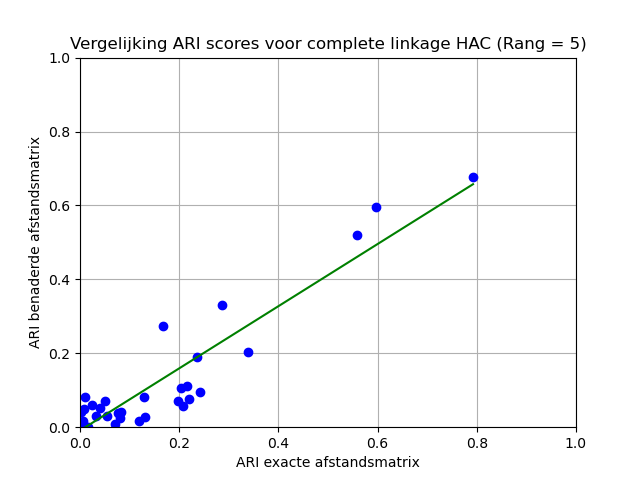 Vergelijking ARI scores voor complete linkage HAC (Rang = 5)
1.0
0.8
0.6
0.4
0.2
0.0
ARI benaderde afstandsmatrix
0.0 0.2 0.4 0.6 0.8 1.0
ARI exacte afstandsmatrix